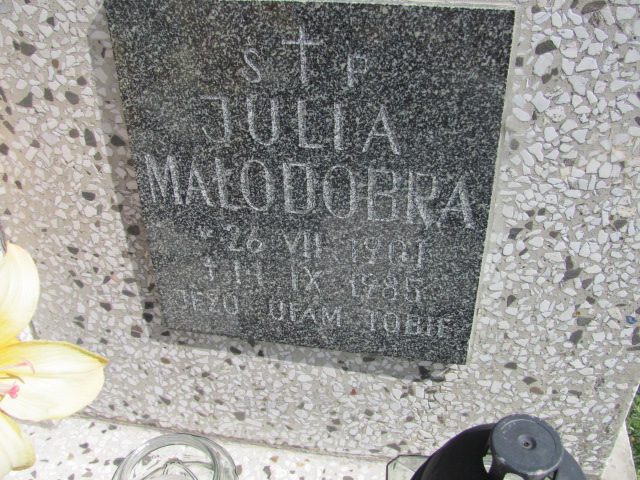 S † P
JULIA
MAŁODOBRA
* 26 VII 1901
† 11 IX 1985
JEZU UFAM TOBIE